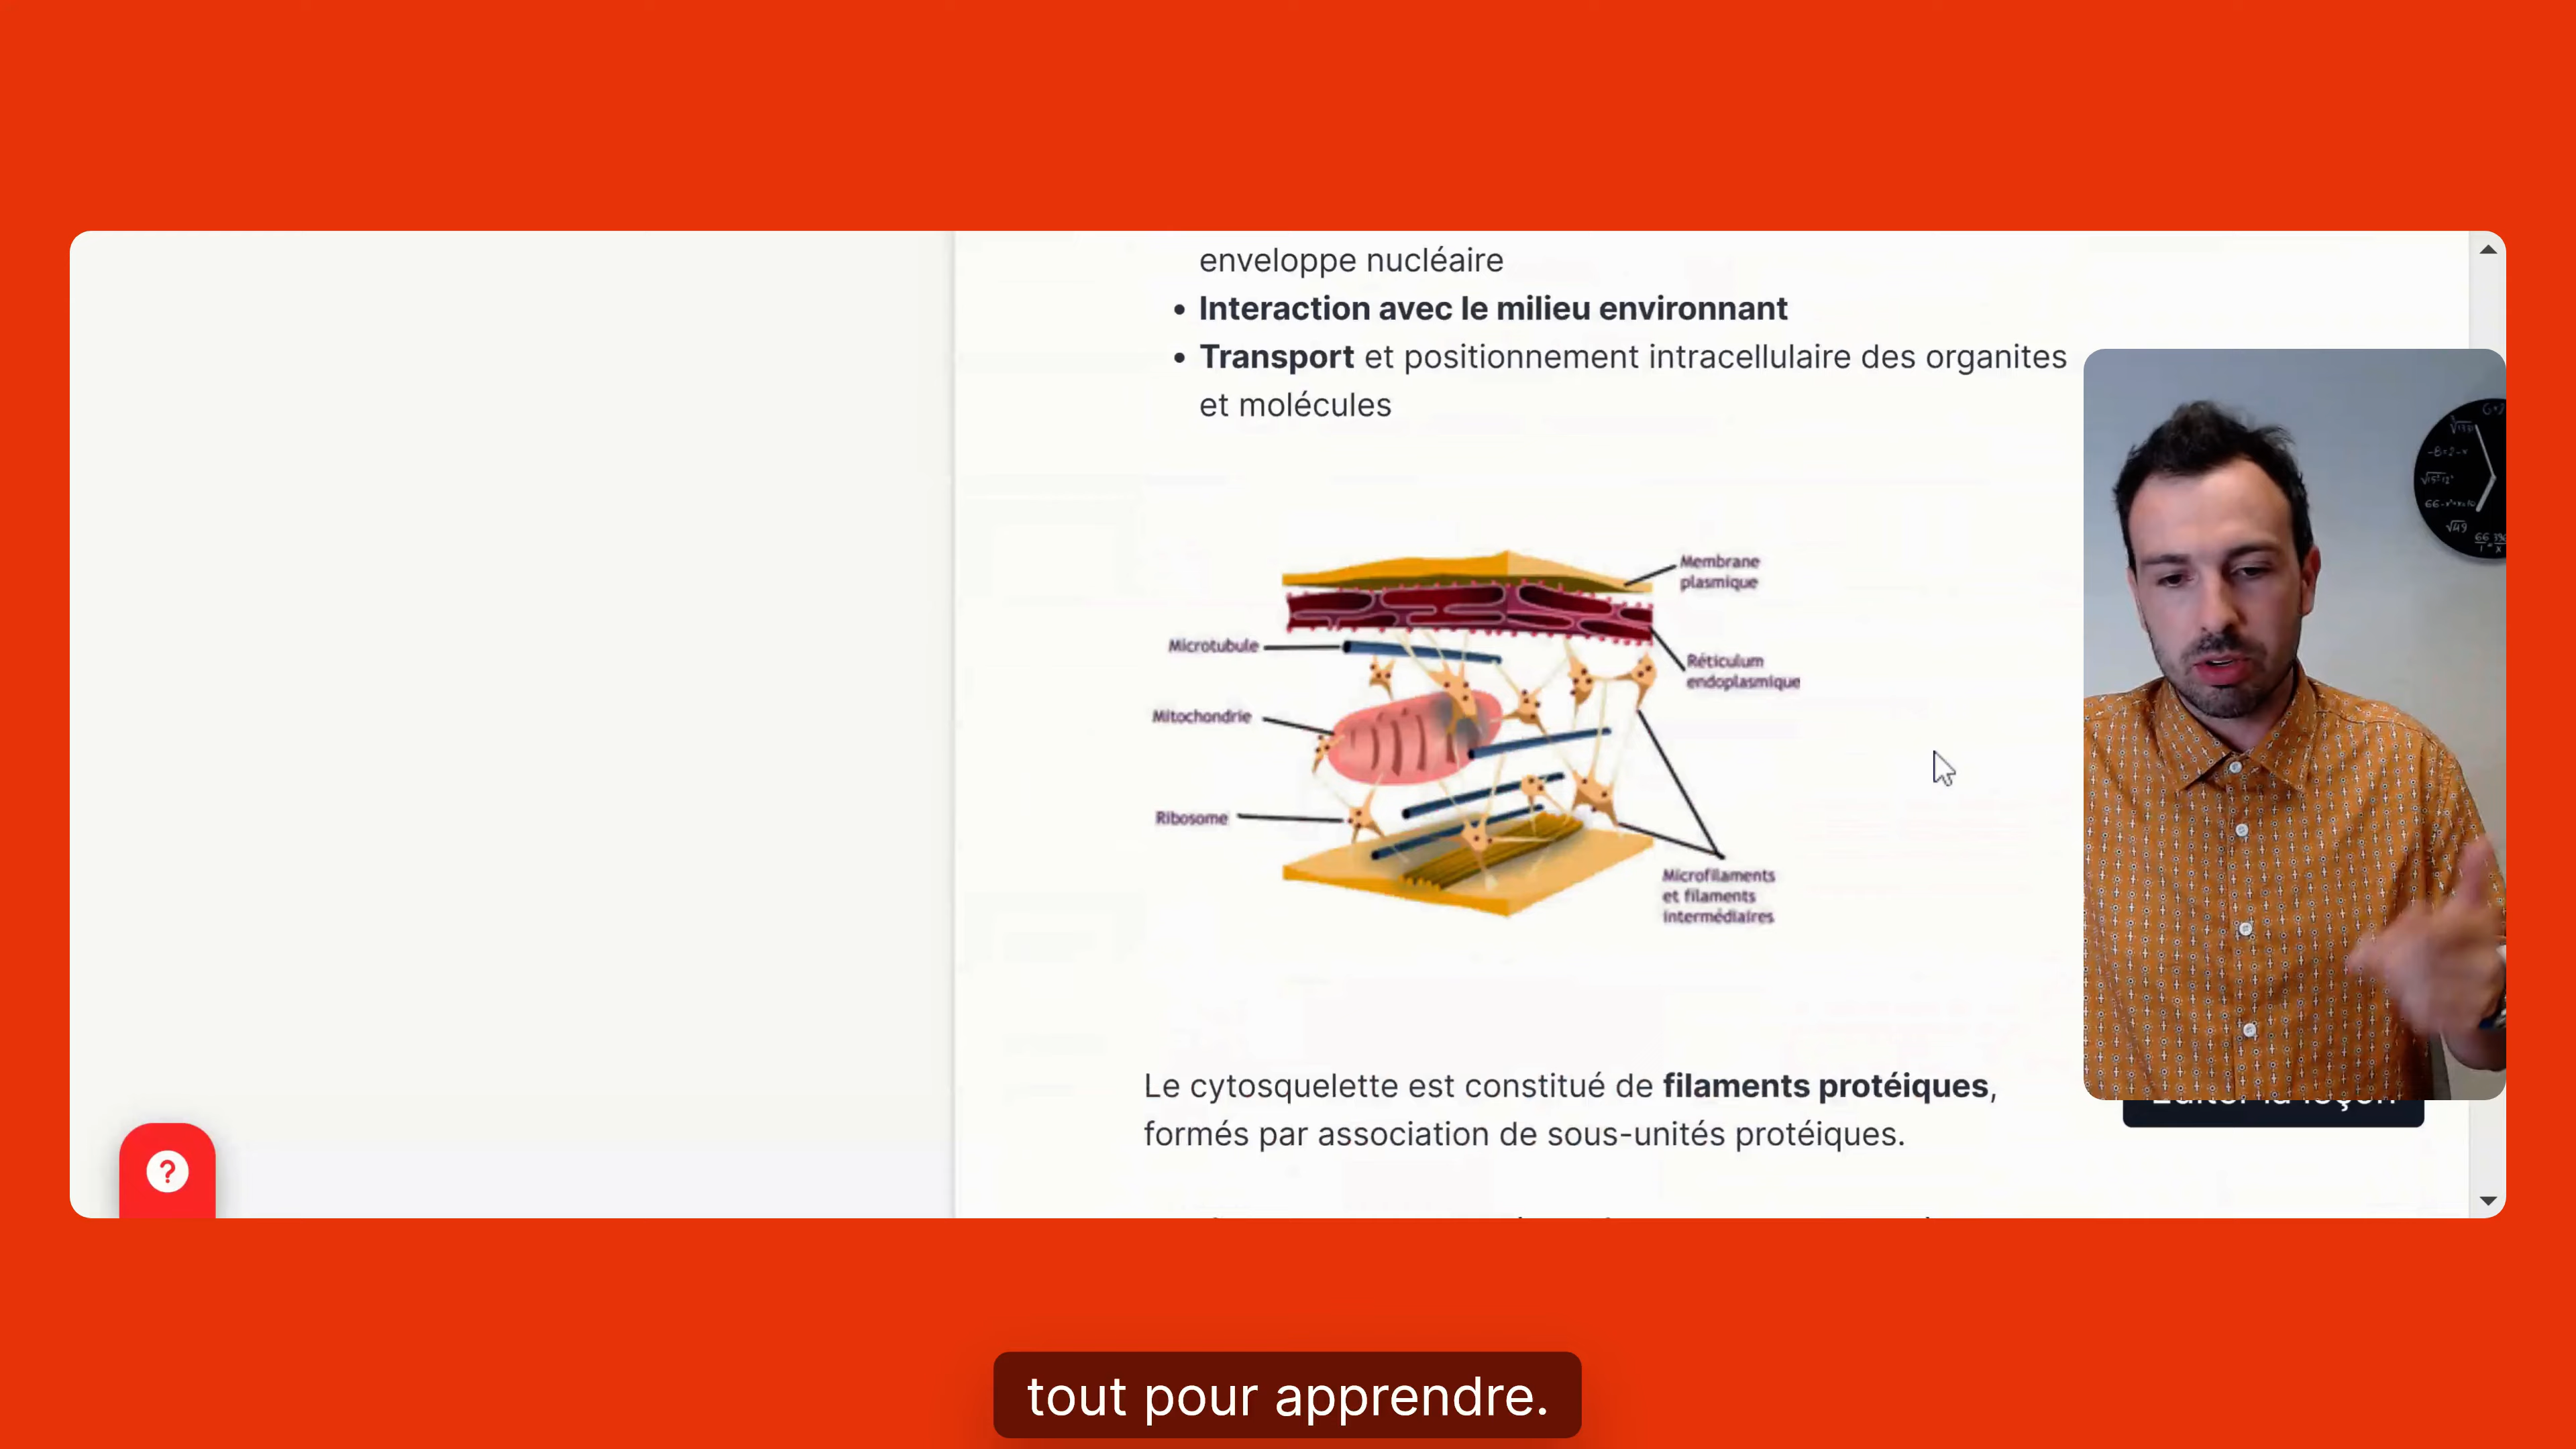 enveloppe nucléaire
• Interaction avec le milieu environnant
• Transport et positionnement intracellulaire des organites
et molécules
Membrane
plasmique
Microtubule
Réticulum
endoplasmique
Mitochondrie
Ribosome
Microfilaments
et filaments
intermédiaires
Le cytosquelette est constitué de filaments protéiques,
formés par association de sous-unités protéiques.
?
tout pour apprendre.